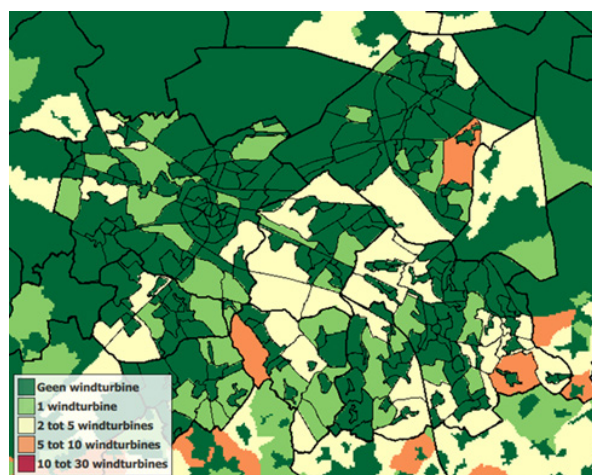 Geen windturbine
1 windturbine
2 tot 5 windturbines
5 tot 10 windturbines
10 tot 30 windturbines